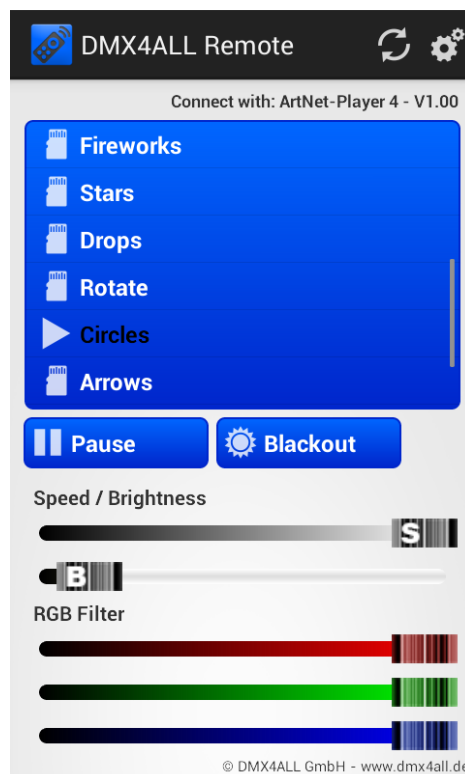 DMX4ALL Remote
Connect with: ArtNet-Player 4 - V1.00
Fireworks
Stars
Drops
Rotate
Circles
Arrows
Pause Blackout
Speed / Brightness
S
B
RGB Filter
© DMX4ALL GmbH - www.dmx4all.de